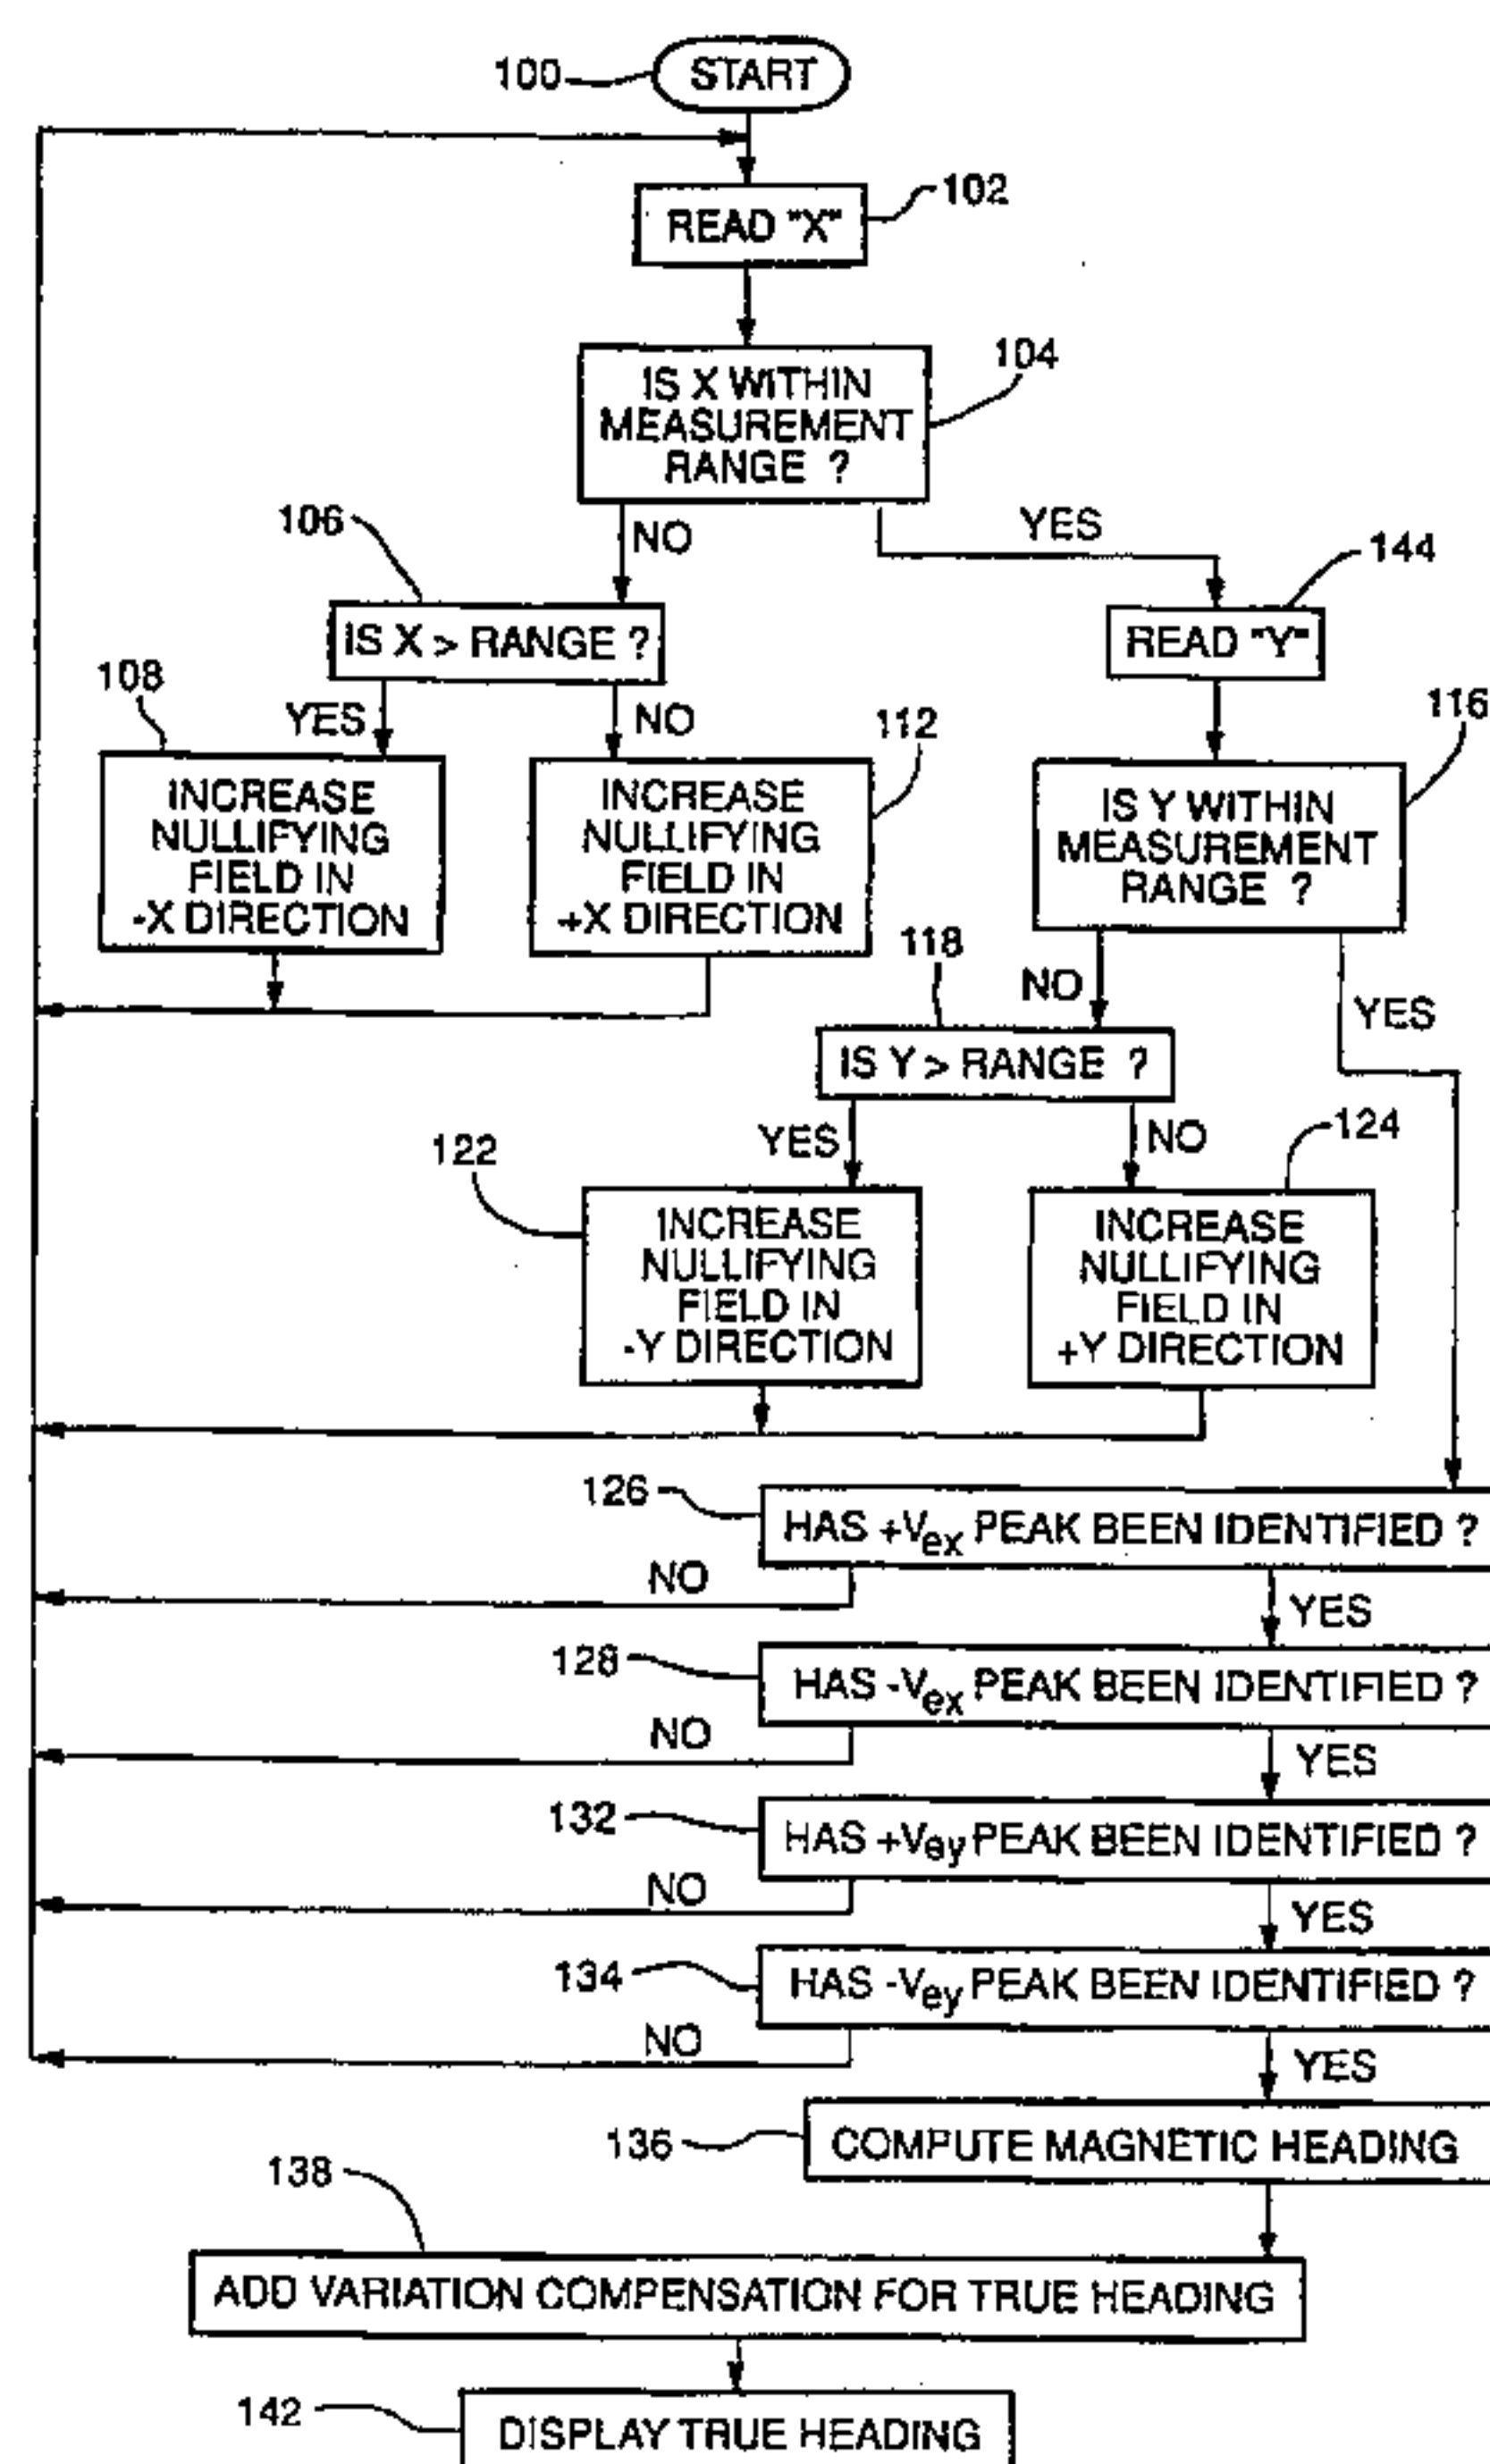 100 START
READ "X" 102
IS X WITHIN
MEASUREMENT
RANGE ?
104
NO
YES
106
IS X > RANGE ?
144
READ "Y"
108
YES
NO
112
116
INCREASE
NULLIFYING
FIELD IN
-X DIRECTION
INCREASE
NULLIFYING
FIELD IN
+X DIRECTION
IS Y WITHIN
MEASUREMENT
RANGE ?
118
NO
YES
IS Y > RANGE ?
122
YES
NO
124
INCREASE
NULLIFYING
FIELD IN
-Y DIRECTION
INCREASE
NULLIFYING
FIELD IN
+Y DIRECTION
126
HAS +Vex PEAK BEEN IDENTIFIED ?
NO
YES
128
HAS -Vex PEAK BEEN IDENTIFIED ?
NO
YES
132
HAS +Vey PEAK BEEN IDENTIFIED ?
NO
YES
134
HAS -Vey PEAK BEEN IDENTIFIED ?
NO
YES
136
COMPUTE MAGNETIC HEADING
138
ADD VARIATION COMPENSATION FOR TRUE HEADING
142
DISPLAY TRUE HEADING